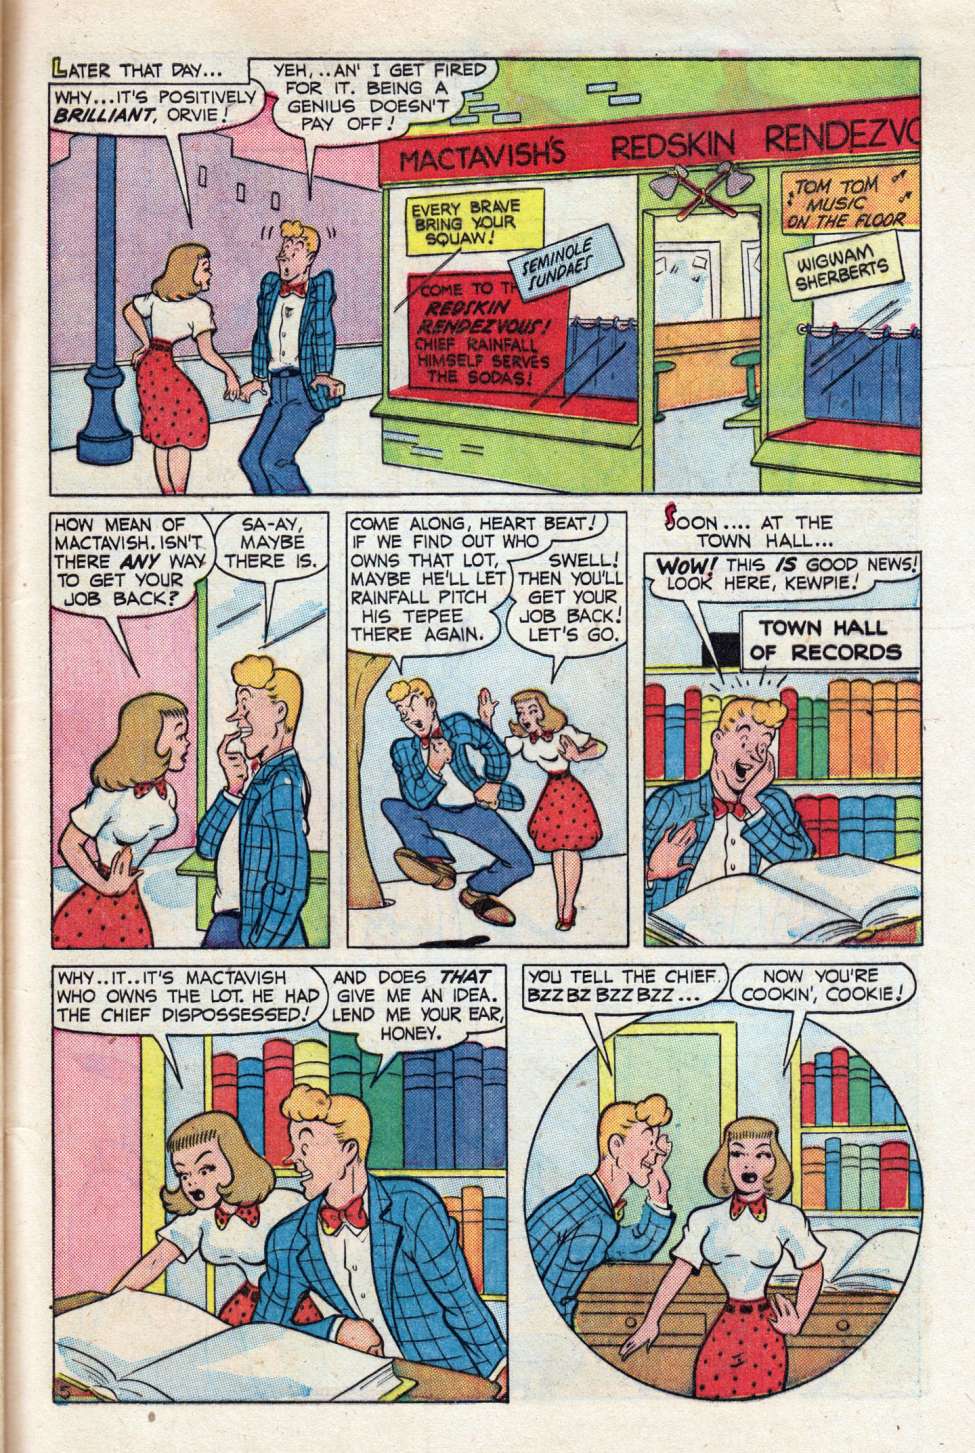 LATER THAT DAY...
WHY...IT'S POSITIVELY
BRILLIANT, ORVIE!
YEH,..AN' I GET FIRED
FOR IT. BEING A
GENIUS DOESN'T
PAY OFF!
MACTAVISH'S REDSKIN RENDEZVO
EVERY BRAVE
BRING YOUR
SQUAW!
SEMINOLE
SUNDAES
COME TO TH
REDSKIN
RENDEZVOUS!
CHIEF RAINFALL
HIMSELF SERVES
THE SODAS!
TOM TOM
MUSIC
ON THE FLOOR
WIGWAM
SHERBERTS
HOW MEAN OF
MACTAVISH. ISN'T
THERE ANY WAY
TO GET YOUR
JOB BACK?
SA-AY,
MAYBE
THERE IS.
COME ALONG, HEART BEAT!
IF WE FIND OUT WHO
OWNS THAT LOT,
MAYBE HE'LL LET
RAINFALL PITCH
HIS TEPEE
THERE AGAIN.
SWELL!
THEN YOU'LL
GET YOUR
JOB BACK!
LET'S GO.
SOON.... AT THE
TOWN HALL...
WOW! THIS IS GOOD NEWS!
LOOK HERE, KEWPIE!
TOWN HALL
OF RECORDS
WHY..IT..IT'S MACTAVISH
WHO OWNS THE LOT. HE HAD
THE CHIEF DISPOSSESSED!
AND DOES THAT
GIVE ME AN IDEA.
LEND ME YOUR EAR,
HONEY.
YOU TELL THE CHIEF.
BZZ BZ BZZ BZZ...
NOW YOU'RE
COOKIN', COOKIE!
5